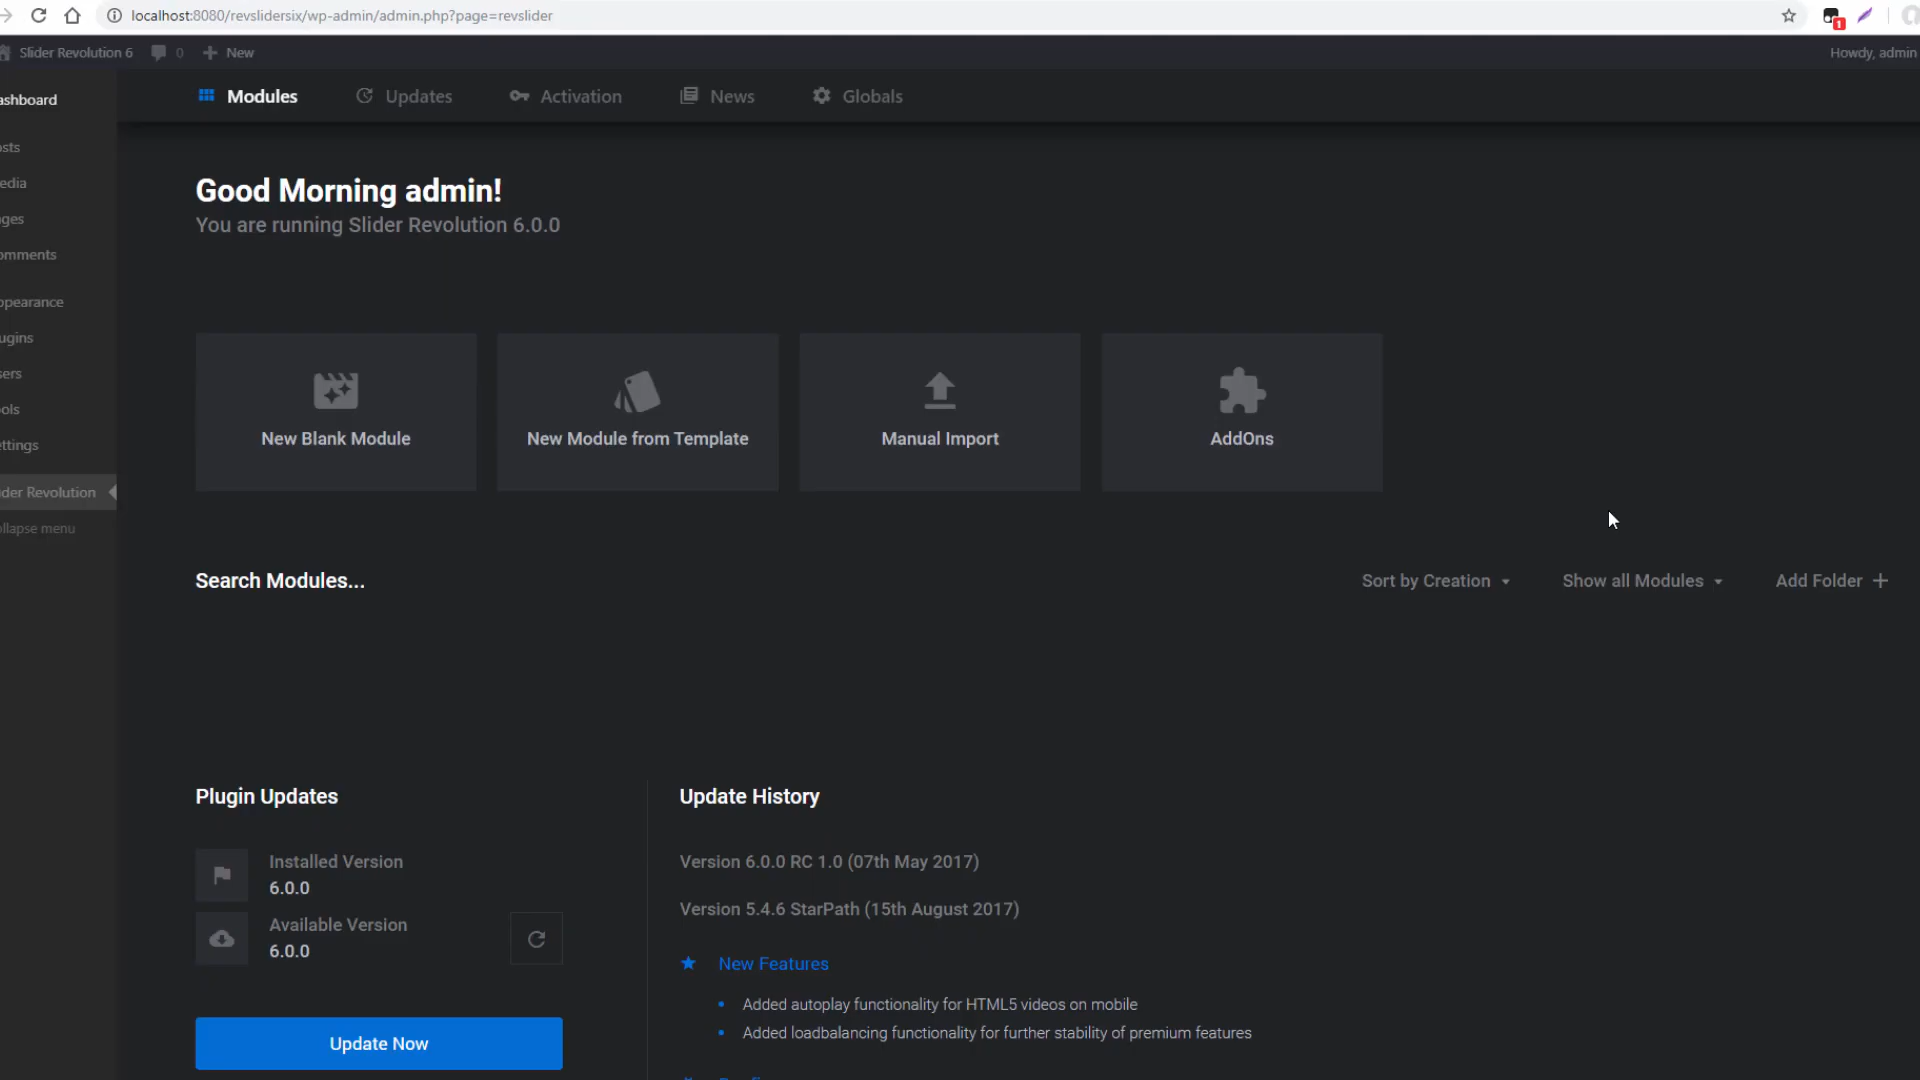 localhost:8080/revslidersix/wp-admin/admin.php?page=revslider
1
Slider Revolution 6 0 New
Howdy, admin
ashboard
osts
edia
ges
omments
ppearance
ugins
sers
ols
ettings
ider Revolution
ollapse menu
Modules Updates Activation News Globals
Good Morning admin!
You are running Slider Revolution 6.0.0
New Blank Module
New Module from Template
Manual Import
AddOns
Search Modules...
Sort by Creation Show all Modules Add Folder
Plugin Updates
Installed Version
6.0.0
Available Version
6.0.0
Update Now
Update History
Version 6.0.0 RC 1.0 (07th May 2017)
Version 5.4.6 StarPath (15th August 2017)
New Features
Added autoplay functionality for HTML5 videos on mobile
Added loadbalancing functionality for further stability of premium features